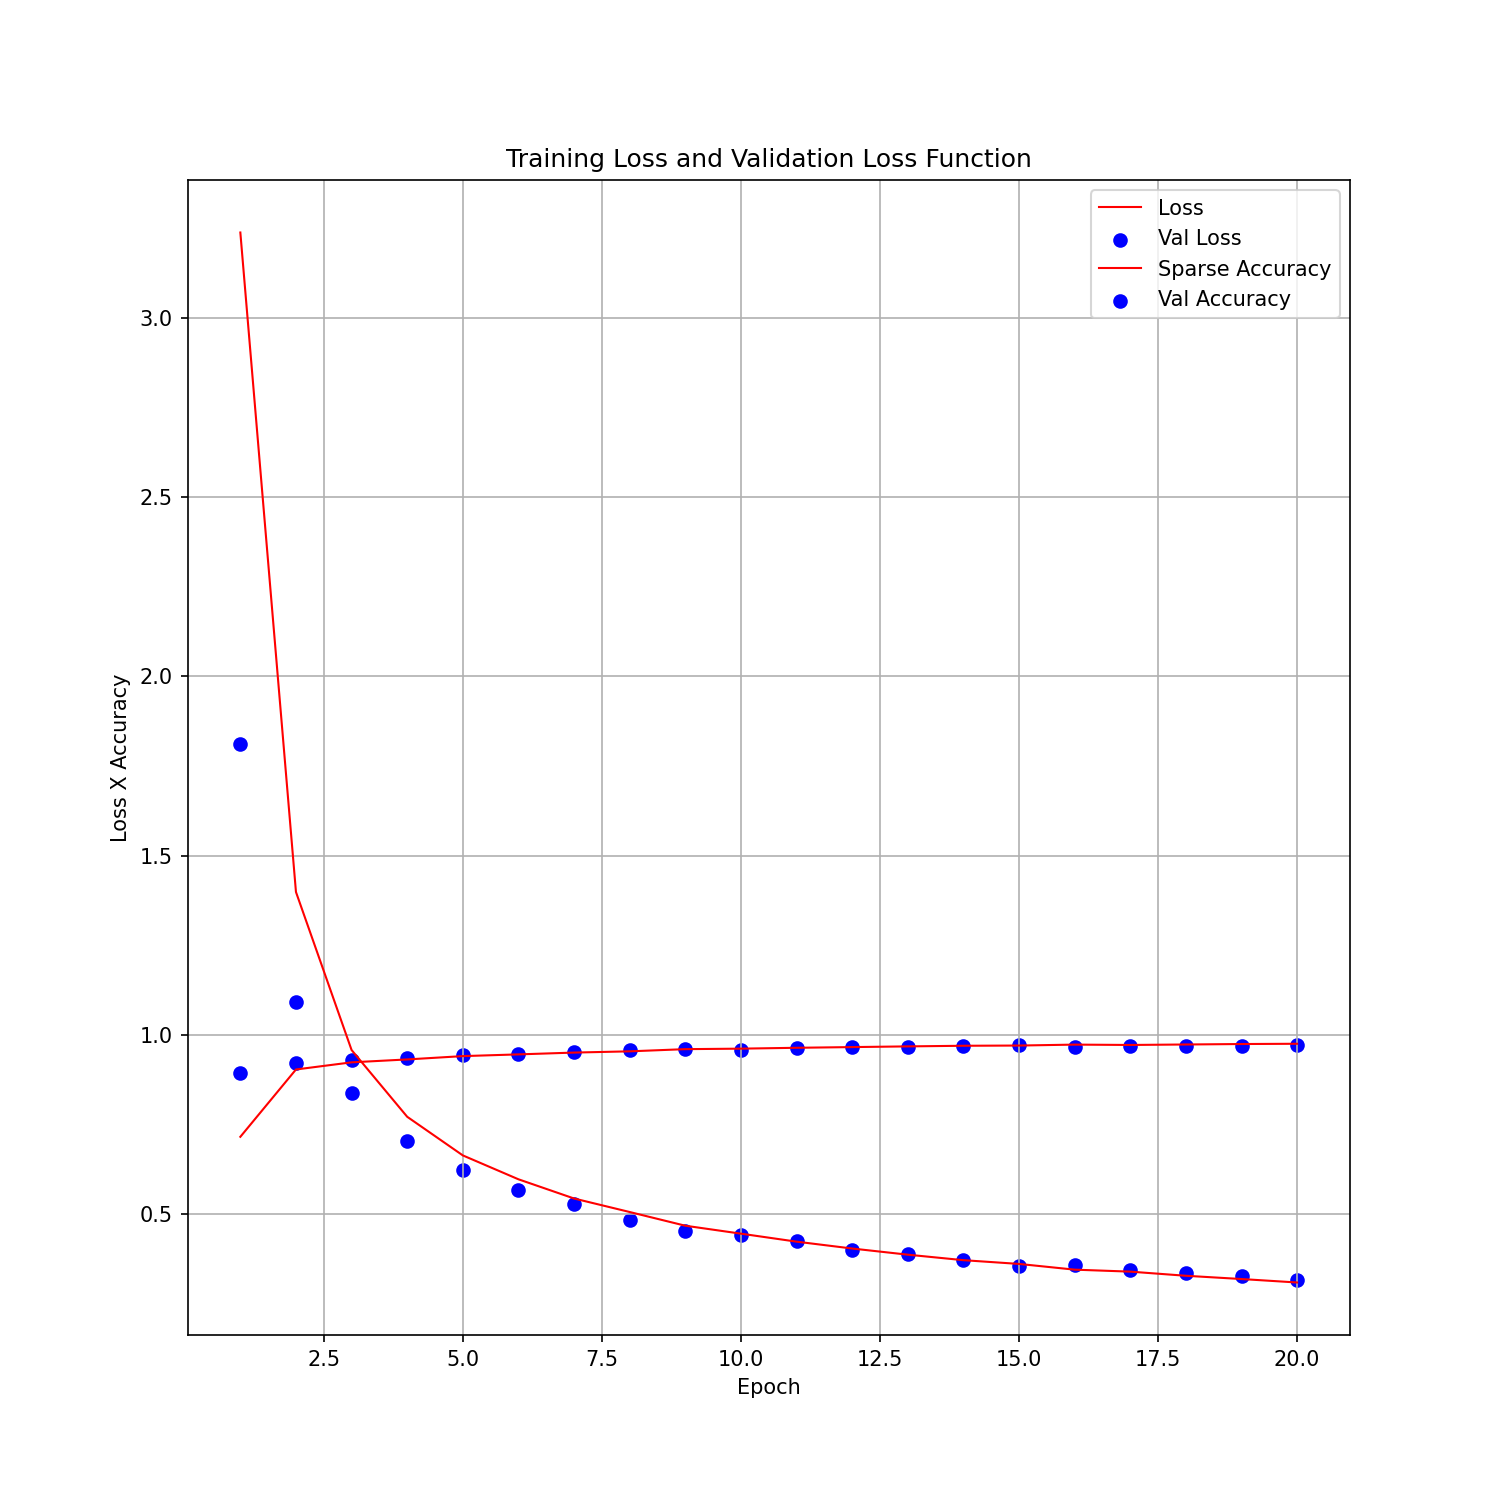 Training Loss and Validation Loss Function
Loss
Val Loss
Sparse Accuracy
Val Accuracy
3.0
2.5
2.0
1.5
1.0
0.5
Loss X Accuracy
2.5 5.0 7.5 10.0 12.5 15.0 17.5 20.0
Epoch